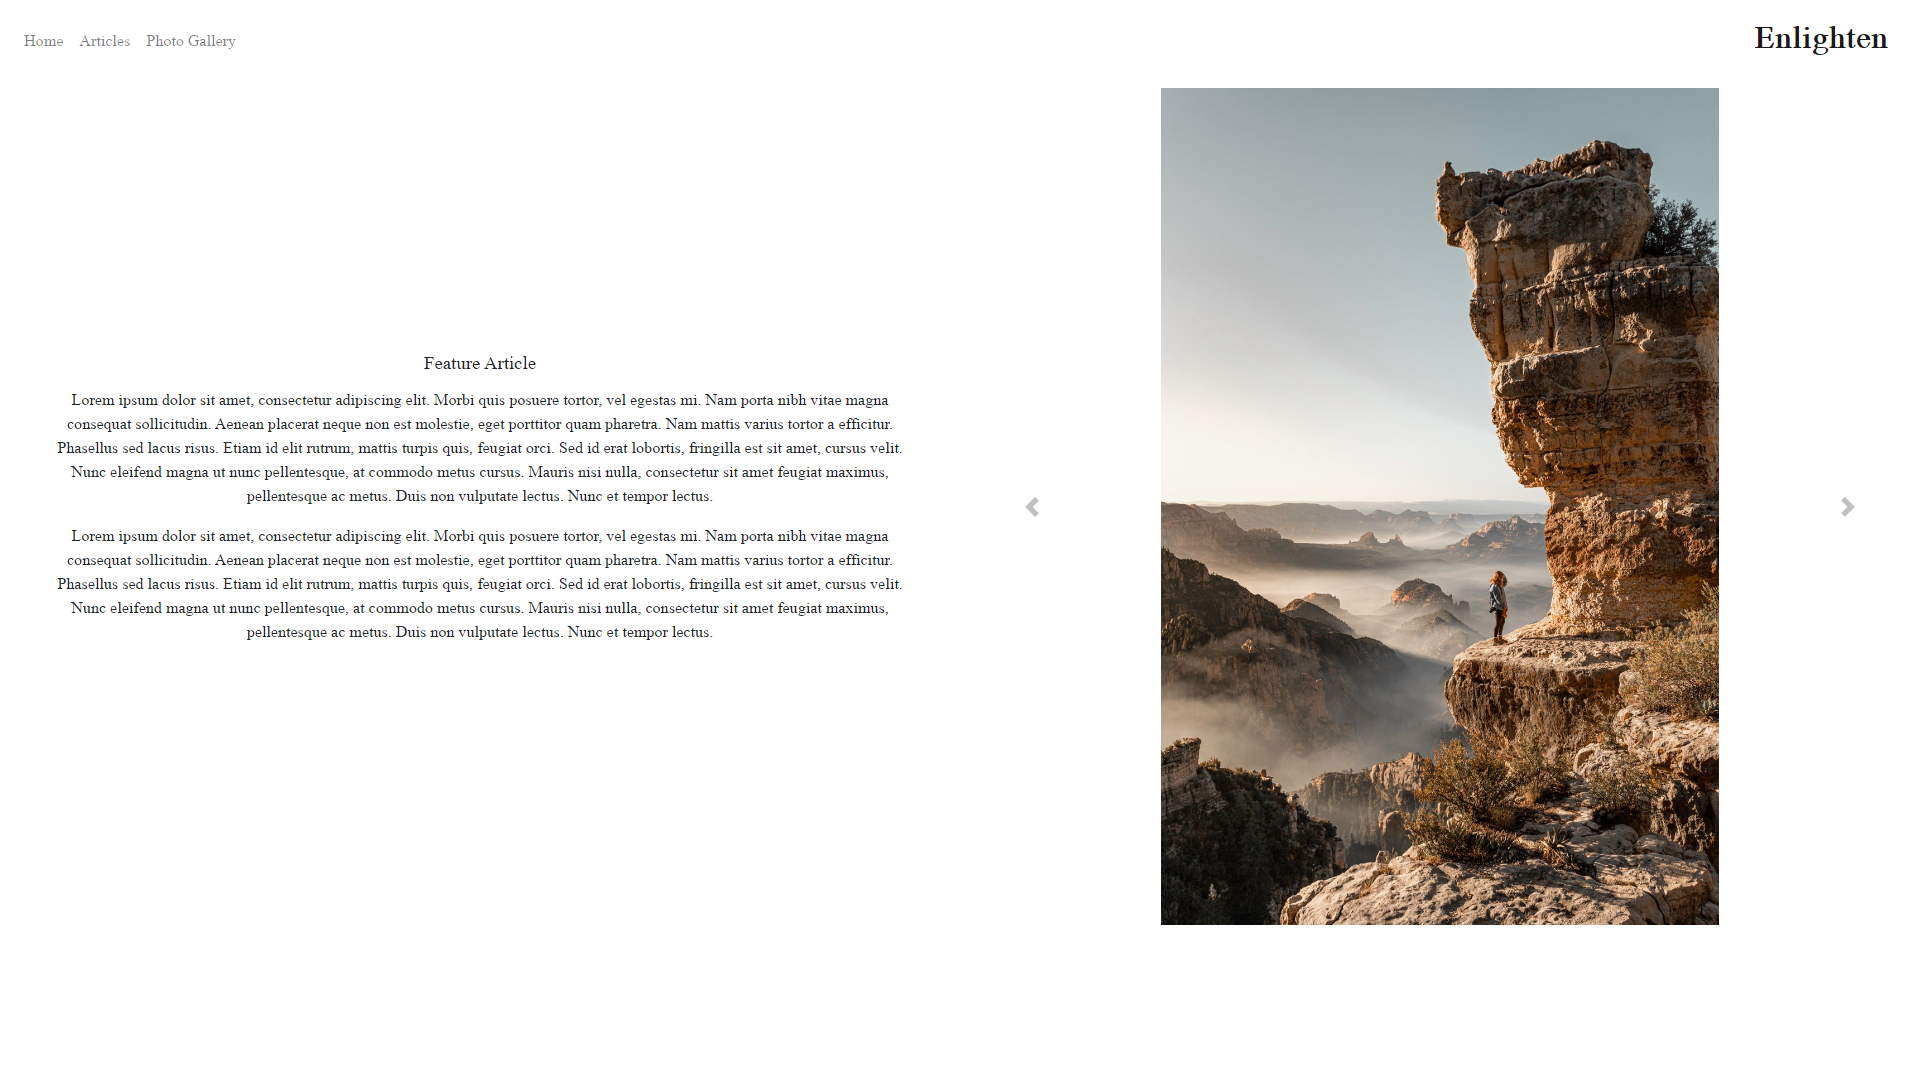 Home Articles Photo Gallery
Enlighten
Feature Article
Lorem ipsum dolor sit amet, consectetur adipiscing elit. Morbi quis posuere tortor, vel egestas mi. Nam porta nibh vitae magna
consequat sollicitudin. Aenean placerat neque non est molestie, eget porttitor quam pharetra. Nam mattis varius tortor a efficitur.
Phasellus sed lacus risus. Etiam id elit rutrum, mattis turpis quis, feugiat orci. Sed id erat lobortis, fringilla est sit amet, cursus velit.
Nunc eleifend magna ut nunc pellentesque, at commodo metus cursus. Mauris nisi nulla, consectetur sit amet feugiat maximus,
pellentesque ac metus. Duis non vulputate lectus. Nunc et tempor lectus.
Lorem ipsum dolor sit amet, consectetur adipiscing elit. Morbi quis posuere tortor, vel egestas mi. Nam porta nibh vitae magna
consequat sollicitudin. Aenean placerat neque non est molestie, eget porttitor quam pharetra. Nam mattis varius tortor a efficitur.
Phasellus sed lacus risus. Etiam id elit rutrum, mattis turpis quis, feugiat orci. Sed id erat lobortis, fringilla est sit amet, cursus velit.
Nunc eleifend magna ut nunc pellentesque, at commodo metus cursus. Mauris nisi nulla, consectetur sit amet feugiat maximus,
pellentesque ac metus. Duis non vulputate lectus. Nunc et tempor lectus.